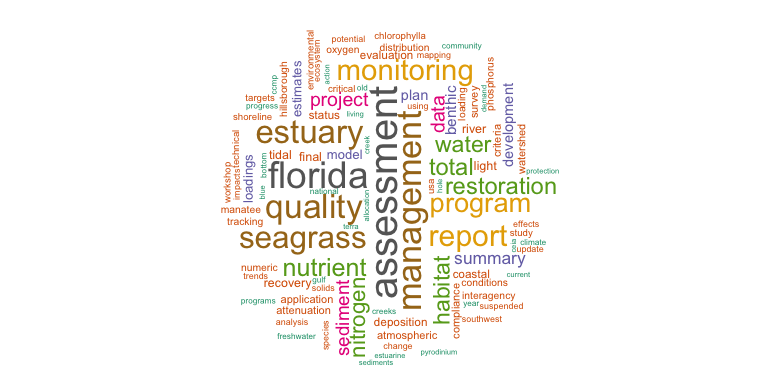 chlorophylla
potential
distribution
community
oxygen
evaluation
mapping
environmental
ecosystem
action
monitoring
phosphorus
comp
hillsborough
estimates
critical
old
plan
data
benthic
loading
survey
demand
targets
progress
project
using
shoreline
status
living
development
estuary
assessment
management
river
criteria
watershed
technical
impacts
workshop
loadings
bottom
blue
tidal
final
model
creek
water
total
light
protection
florida
national
usa
hole
restoration
manatee
tracking
quality
allocation
program
terra
seagrass
report
effects
study
ceia
climate
update
numeric
trends
nutrient
summary
recovery
gulf
solids
coastal
conditions
current
habitat
programs
application
attenuation
sediment
nitrogen
interagency
year
suspended
compliance
southwest
analysis
creeks
deposition
freshwater
species
atmospheric
change
estuarine
pyrodinium
sediments